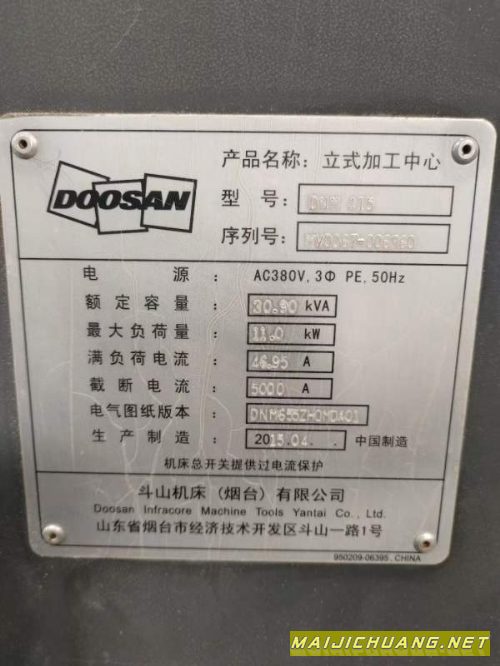 DOOSAN
产品名称：立式加工中心
型 号：
序列号：
电 源 ： AC380V, 3Φ PE, 50Hz
额定容量 ： 30.90 kVA
最大负荷量 ： 11.0 kW
满负荷电流 ： 46.95 A
截断电流 ： 5000 A
电气图纸版本 ： DNM655ZHOMDA01
生产制造 ： 2015.04. . 中国制造
机床总开关提供过电流保护
斗山机床（烟台）有限公司
Doosan Infracore Machine Tools Yantai Co., Ltd.
山东省烟台市经济技术开发区斗山一路1号
950209-06395, CHINA
MAIJICHUANG.NET